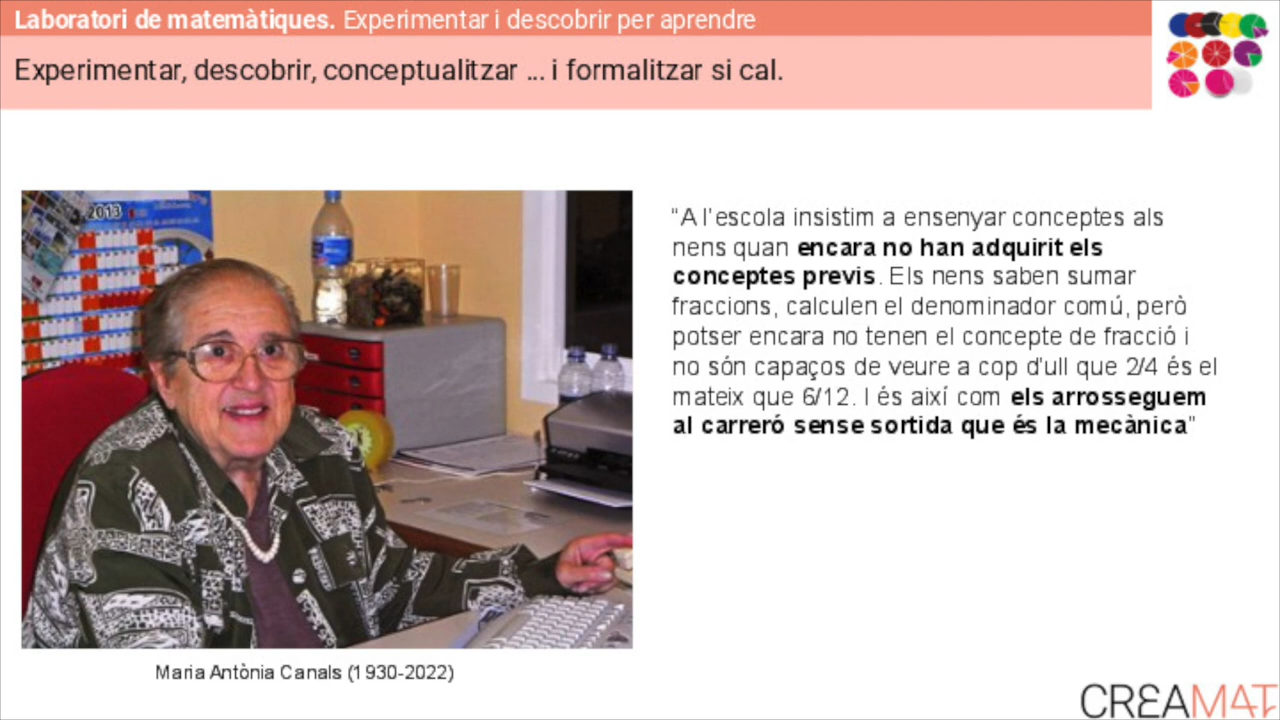 Laboratori de matemàtiques. Experimentar i descobrir per aprendre
Experimentar, descobrir, conceptualitzar ... i formalitzar si cal.
2013
“A l’escola insistim a ensenyar conceptes als
nens quan encara no han adquirit els
conceptes previs. Els nens saben sumar
fraccions, calculen el denominador comú, però
potser encara no tenen el concepte de fracció i
no són capaços de veure a cop d'ull que 2/4 és el
mateix que 6/12. I és així com els arrosseguem
al carreró sense sortida que és la mecànica”
Maria Antònia Canals (1930-2022)
CREAMAT